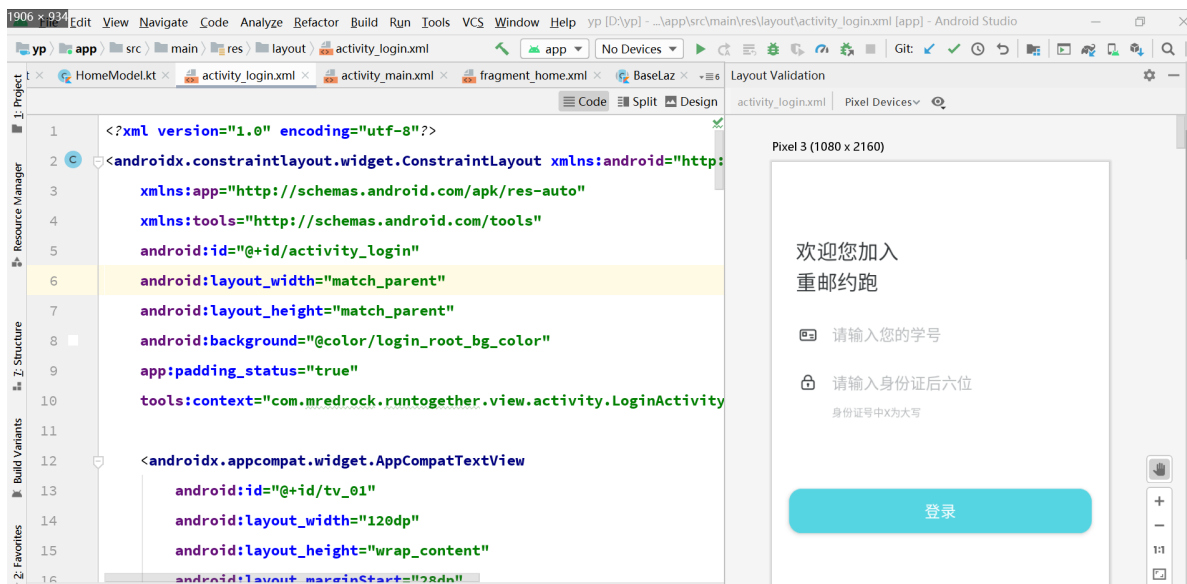 1906 × 934
File Edit View Navigate Code Analyze Refactor Build Run Tools VCS Window Help yp [D:\yp] - ...\app\src\main\res\layout\activity_login.xml [app] - Android Studio
yp app src main res layout activity_login.xml
app No Devices Git:
HomeModel.kt activity_login.xml activity_main.xml fragment_home.xml BaseLaz 6
Code Split Design
1: Project
Resource Manager
Z: Structure
Build Variants
2: Favorites
1 <?xml version="1.0" encoding="utf-8"?>
2 C <androidx.constraintlayout.widget.ConstraintLayout xmlns:android="http:
3 xmlns:app="http://schemas.android.com/apk/res-auto"
4 xmlns:tools="http://schemas.android.com/tools"
5 android:id="@+id/activity_login"
6 android:layout_width="match_parent"
7 android:layout_height="match_parent"
8 android:background="@color/login_root_bg_color"
9 app:padding_status="true"
10 tools:context="com.mredrock.runtogether.view.activity.LoginActivity
11
12 <androidx.appcompat.widget.AppCompatTextView
13 android:id="@+id/tv_01"
14 android:layout_width="120dp"
15 android:layout_height="wrap_content"
16 android:layout_marginStart="28dp"
Layout Validation
activity_login.xml Pixel Devices
Pixel 3 (1080 x 2160)
欢迎您加入
重邮约跑
请输入您的学号
请输入身份证后六位
身份证号中X为大写
登录
1:1